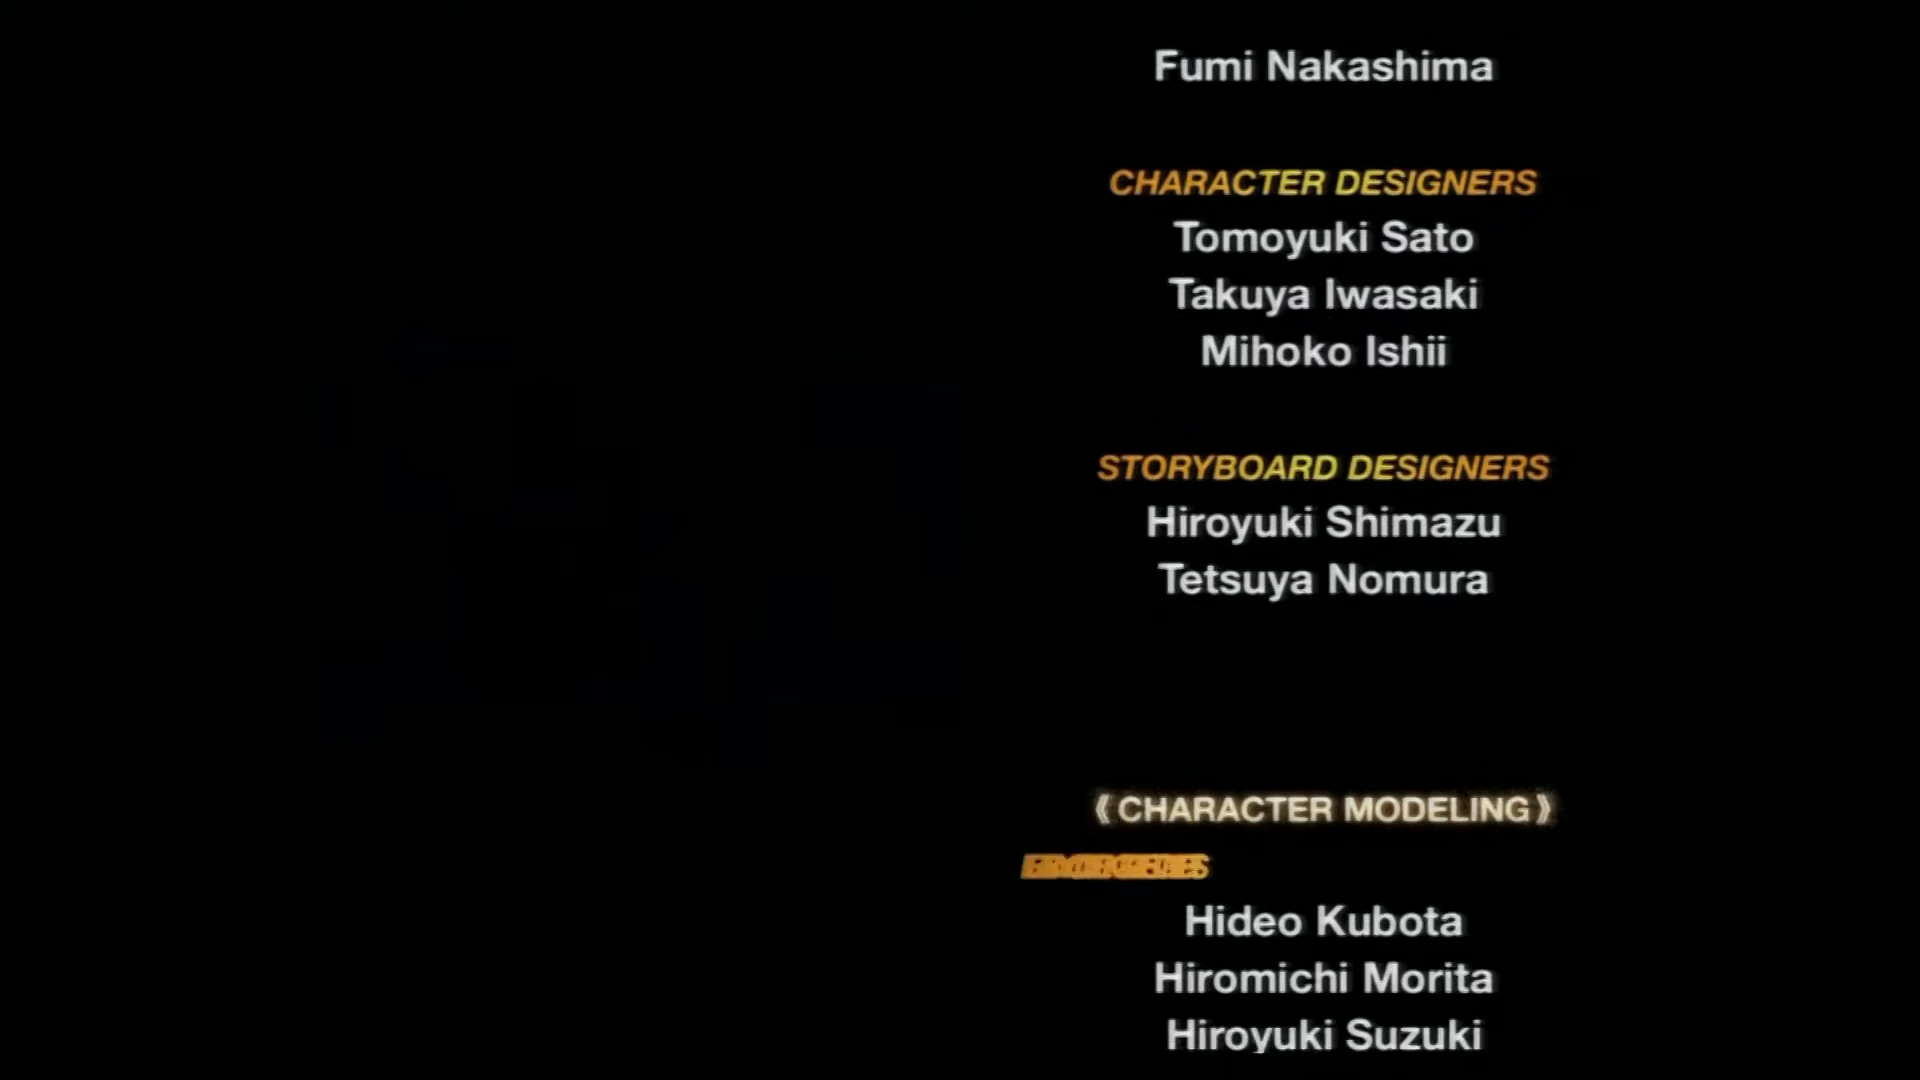 Fumi Nakashima
CHARACTER DESIGNERS
Tomoyuki Sato
Takuya Iwasaki
Mihoko Ishii
STORYBOARD DESIGNERS
Hiroyuki Shimazu
Tetsuya Nomura
《CHARACTER MODELING》
Hideo Kubota
Hiromichi Morita
Hiroyuki Suzuki